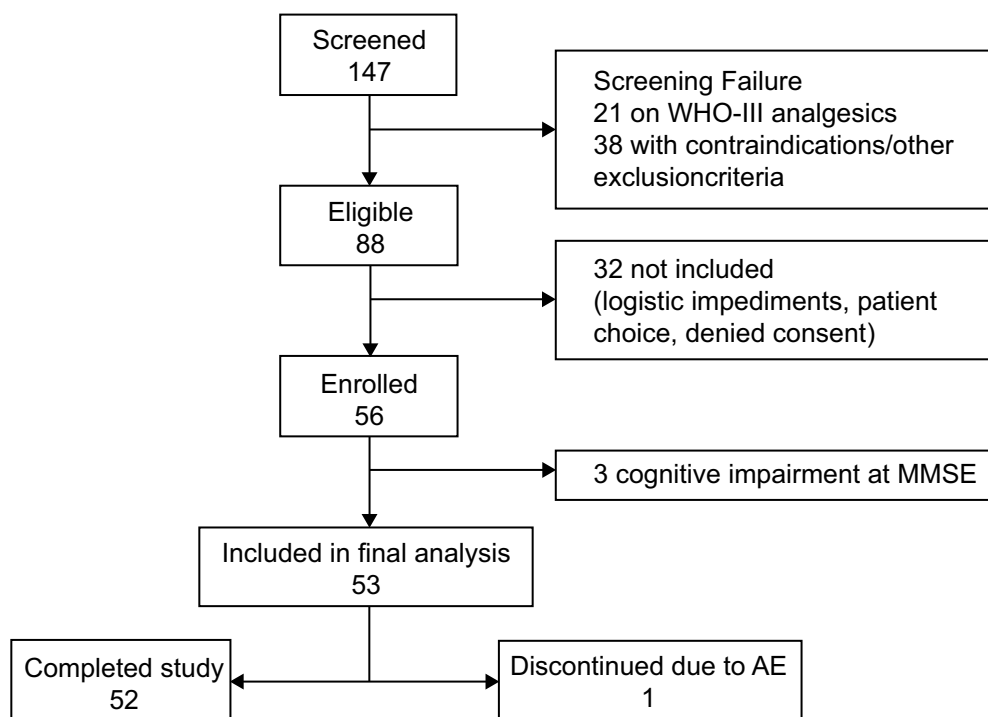 Screened
147
Screening Failure
21 on WHO-III analgesics
38 with contraindications/other
exclusioncriteria
Eligible
88
32 not included
(logistic impediments, patient
choice, denied consent)
Enrolled
56
3 cognitive impairment at MMSE
Included in final analysis
53
Completed study
52
Discontinued due to AE
1